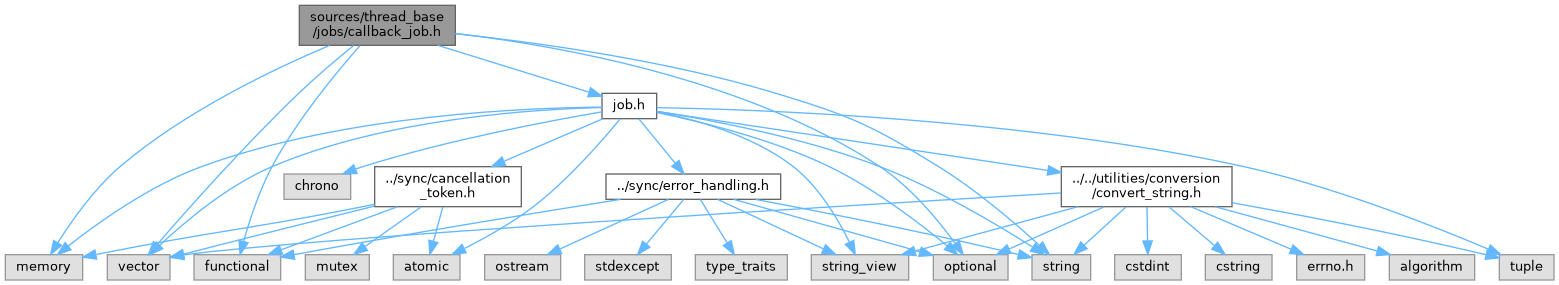 sources/thread_base
/jobs/callback_job.h
job.h
chrono
../sync/cancellation
_token.h
../sync/error_handling.h
../../utilities/conversion
/convert_string.h
memory
vector
functional
mutex
atomic
ostream
stdexcept
type_traits
string_view
optional
string
cstdint
cstring
errno.h
algorithm
tuple